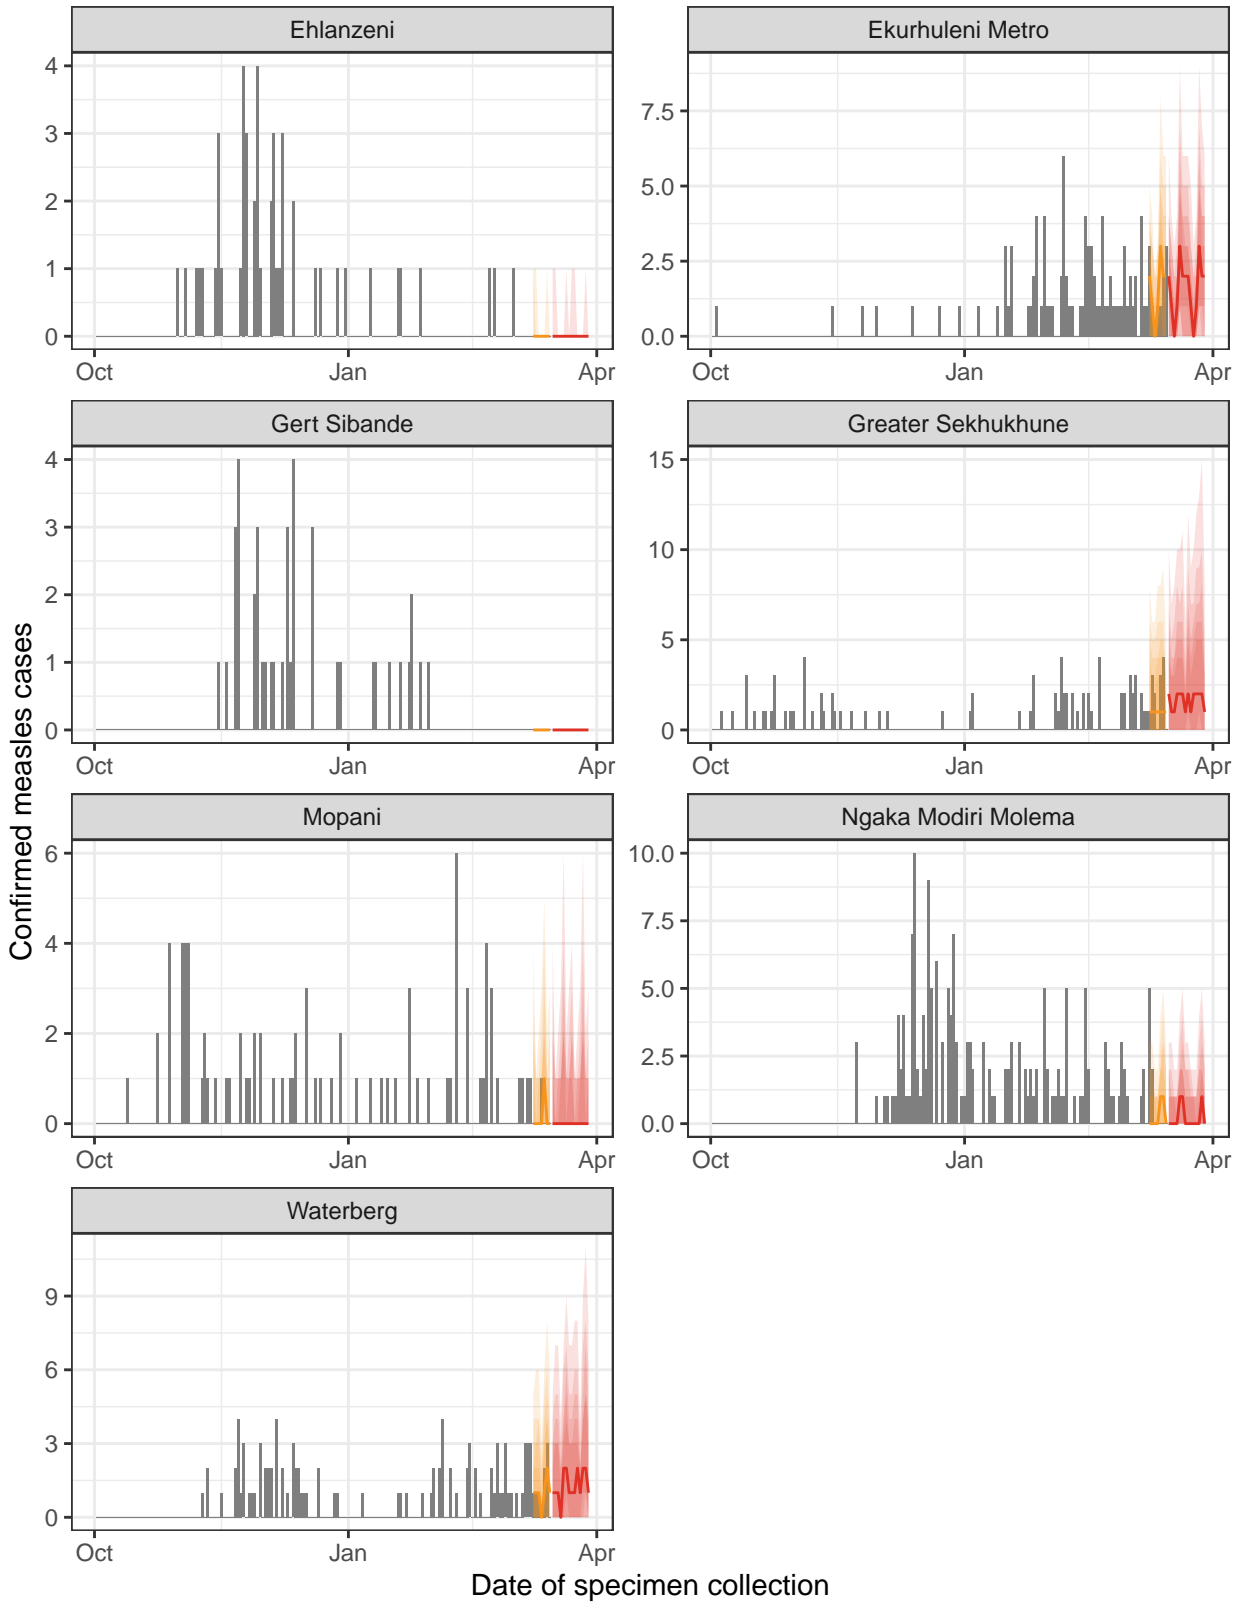 Ehlanzeni
Ekurhuleni Metro
4
3
2
1
0
Oct
Jan
Apr
7.5
5.0
2.5
0.0
Oct
Jan
Apr
Gert Sibande
Greater Sekhukhune
4
3
2
1
0
Oct
Jan
Apr
15
10
5
0
Oct
Jan
Apr
Confirmed measles cases
Mopani
Ngaka Modiri Molema
6
4
2
0
Oct
Jan
Apr
10.0
7.5
5.0
2.5
0.0
Oct
Jan
Apr
Waterberg
9
6
3
0
Oct
Jan
Apr
Date of specimen collection